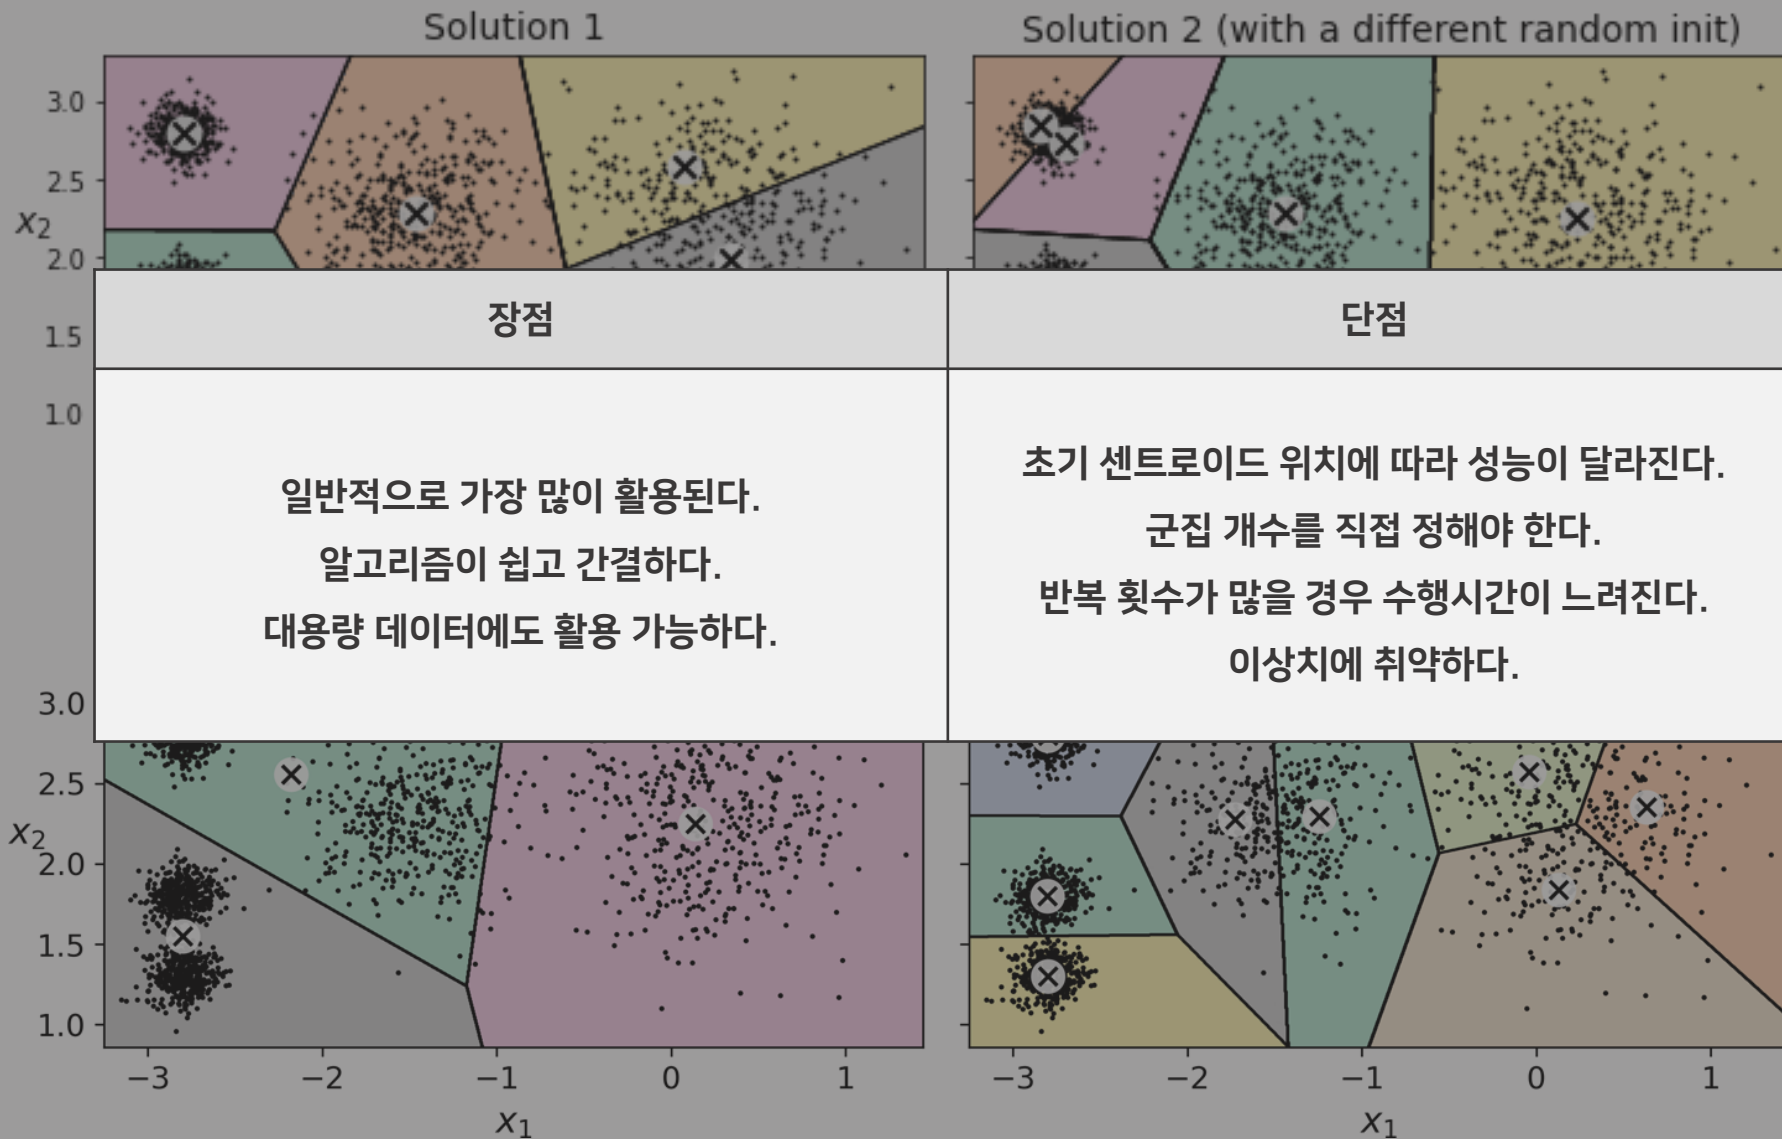 Solution 1
Solution 2 (with a different random init)
3.0
2.5
x2
2.0
1.5
1.0
장점
단점
일반적으로 가장 많이 활용된다.
알고리즘이 쉽고 간결하다.
대용량 데이터에도 활용 가능하다.
초기 센트로이드 위치에 따라 성능이 달라진다.
군집 개수를 직접 정해야 한다.
반복 횟수가 많을 경우 수행시간이 느려진다.
이상치에 취약하다.
3.0
2.5
x2
2.0
1.5
1.0
−3 −2 −1 0 1
x1
−3 −2 −1 0 1
x1